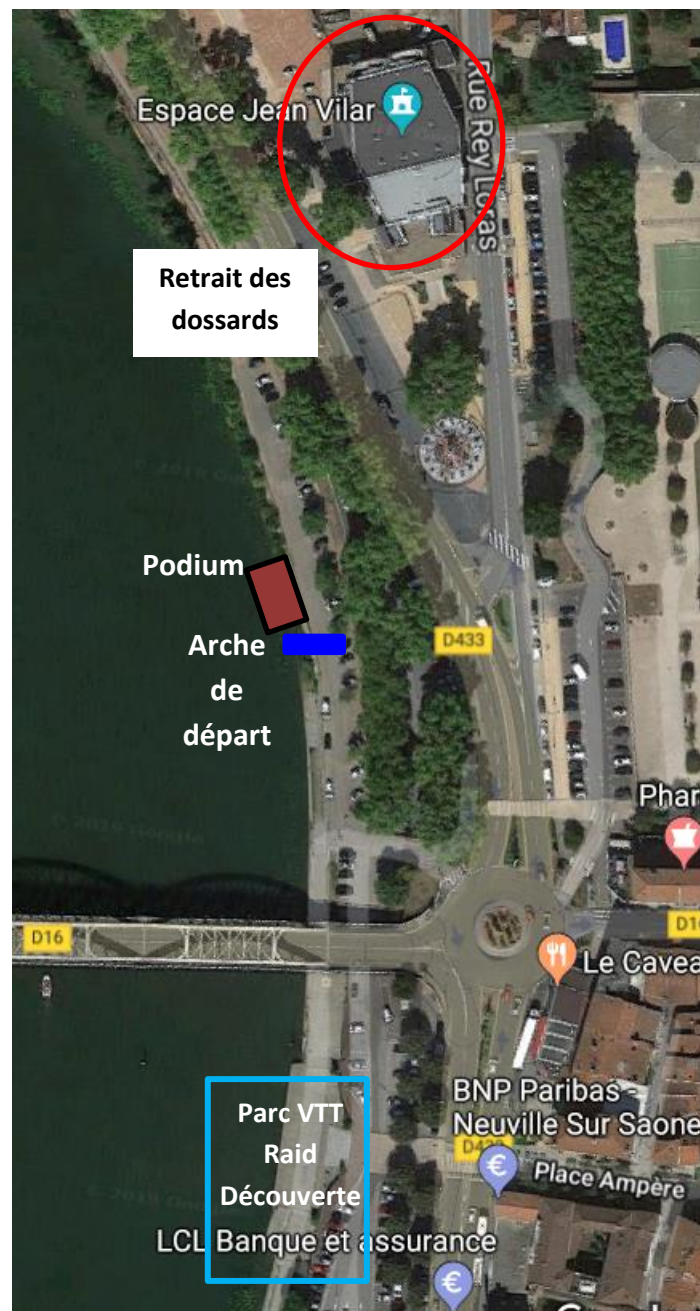 Espace Jean Vilar
Rue Rey Loras
Retrait des
dossards
Podium
Arche
de
départ
D433
Phar
D16
D16
Le Cavea
Parc VTT
Raid
Découverte
BNP Paribas -
Neuville Sur Saone
Place Ampère
LCL Banque et assurance